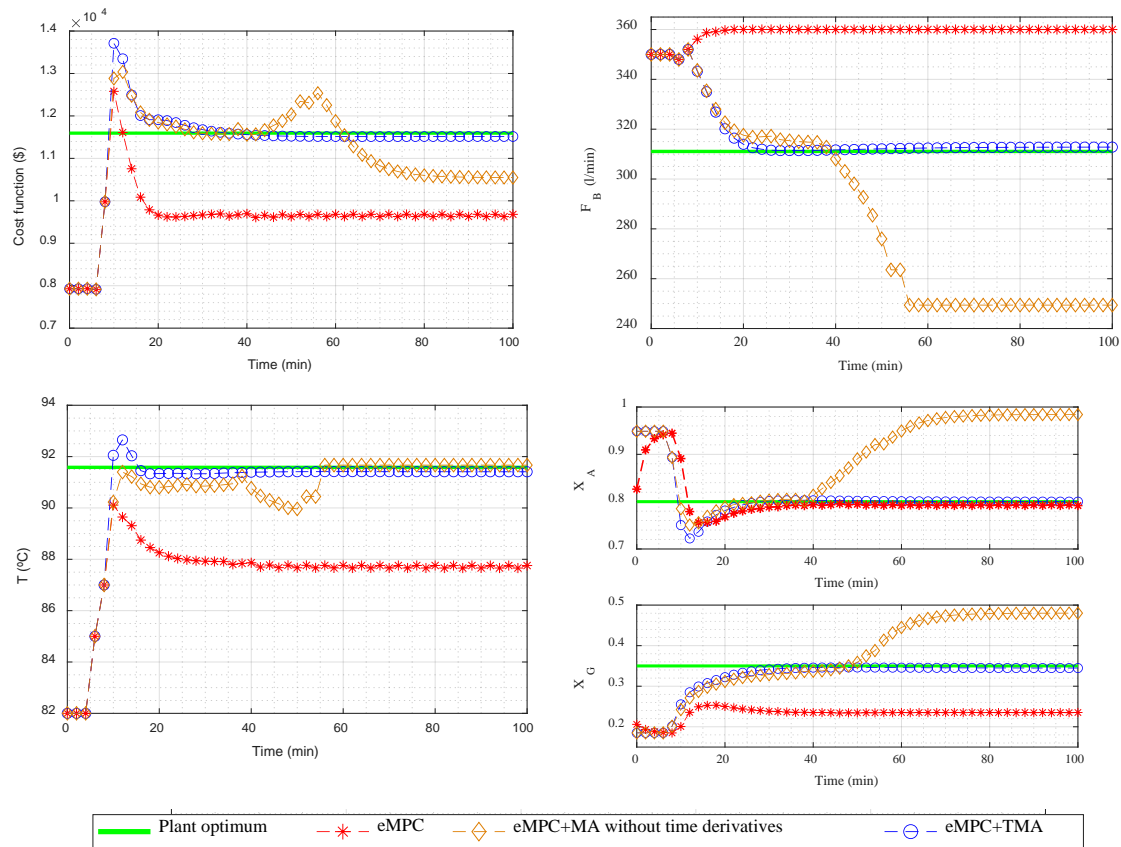 × 10⁴
1.4
1.3
1.2
1.1
1
0.9
0.8
0.7
Cost function ($)
0 20 40 60 80 100
Time (min)
360
340
320
300
280
260
240
F_B (l/min)
0 20 40 60 80 100
Time (min)
94
92
90
88
86
84
82
T (ºC)
0 20 40 60 80 100
Time (min)
1
0.9
0.8
0.7
X_A
0 20 40 60 80 100
Time (min)
0.5
0.4
0.3
0.2
X_G
0 20 40 60 80 100
Time (min)
Plant optimum eMPC eMPC+MA without time derivatives eMPC+TMA